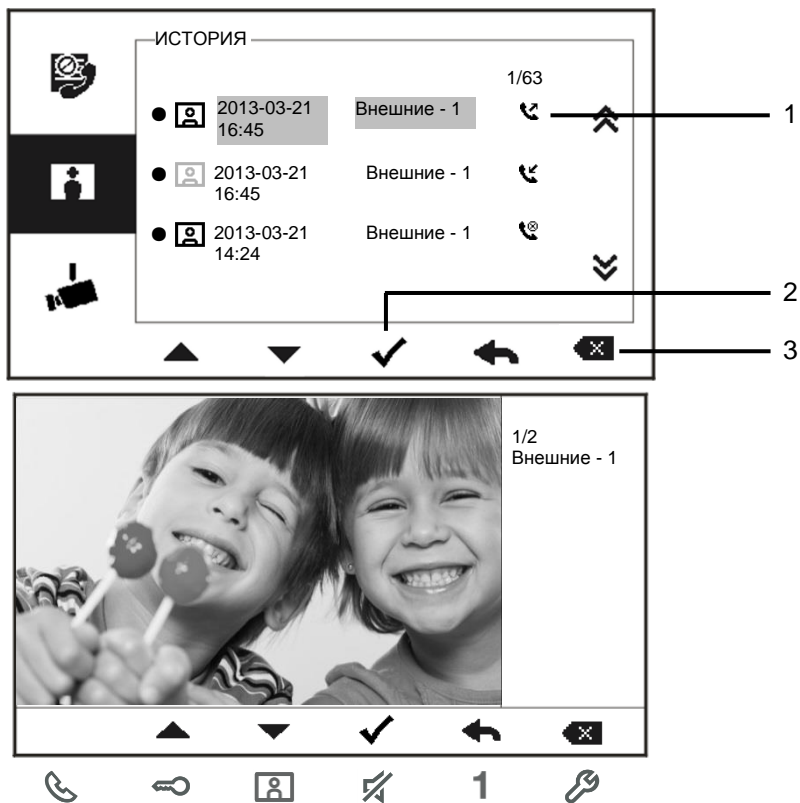 ИСТОРИЯ
1/63
2013-03-21 Внешние - 1
16:45
1
2013-03-21 Внешние - 1
16:45
2013-03-21 Внешние - 1
14:24
2
3
1/2
Внешние - 1
1